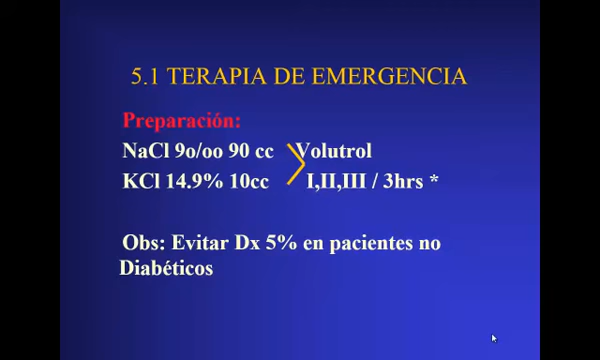 5.1 TERAPIA DE EMERGENCIA
Preparación:
NaCl 9o/oo 90 cc Volutrol
KCl 14.9% 10cc I,II,III / 3hrs *
Obs: Evitar Dx 5% en pacientes no
Diabéticos